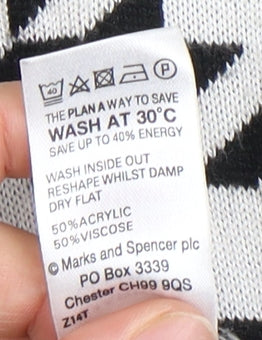 40 P
THE PLAN A WAY TO SAVE
WASH AT 30°C
SAVE UP TO 40% ENERGY
WASH INSIDE OUT
RESHAPE WHILST DAMP
DRY FLAT
50% ACRYLIC
50% VISCOSE
© Marks and Spencer plc
PO Box 3339
Chester CH99 9QS
Z14T